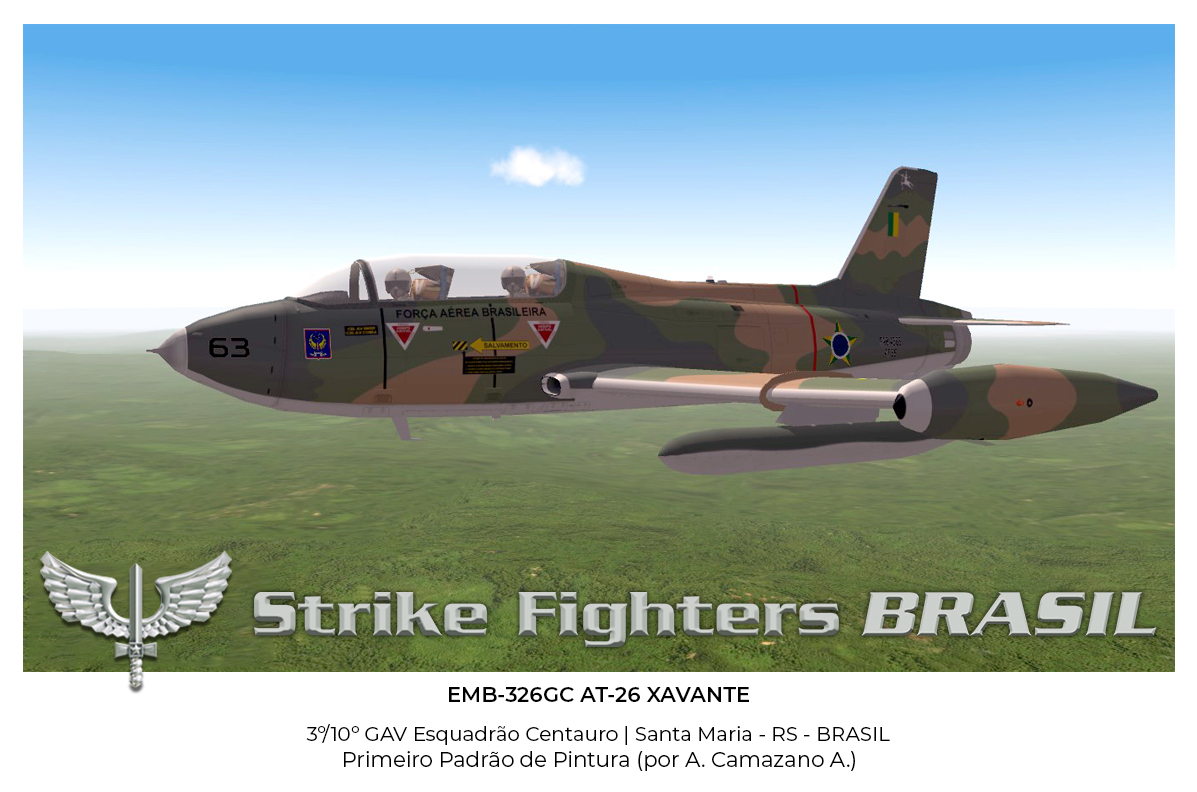 63
FORÇA AÉREA BRASILEIRA
SALVAMENTO
Strike Fighters BRASIL
EMB-326GC AT-26 XAVANTE
3º/10º GAV Esquadrão Centauro | Santa Maria - RS - BRASIL
Primeiro Padrão de Pintura (por A. Camazano A.)